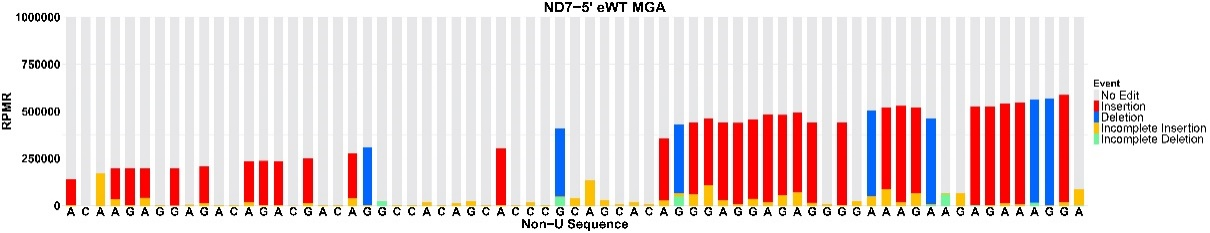 ND7-5' eWT MGA
1000000
750000
500000
250000
0
RPMR
A C A A G A G G A G A C A G A C G A C A G G C C A C A G C A C C C G C A G C A C A G G G A G G A G A G G G G A A A G A A G A G A A A G G A
Non-U Sequence
Event
No Edit
Insertion
Deletion
Incomplete Insertion
Incomplete Deletion